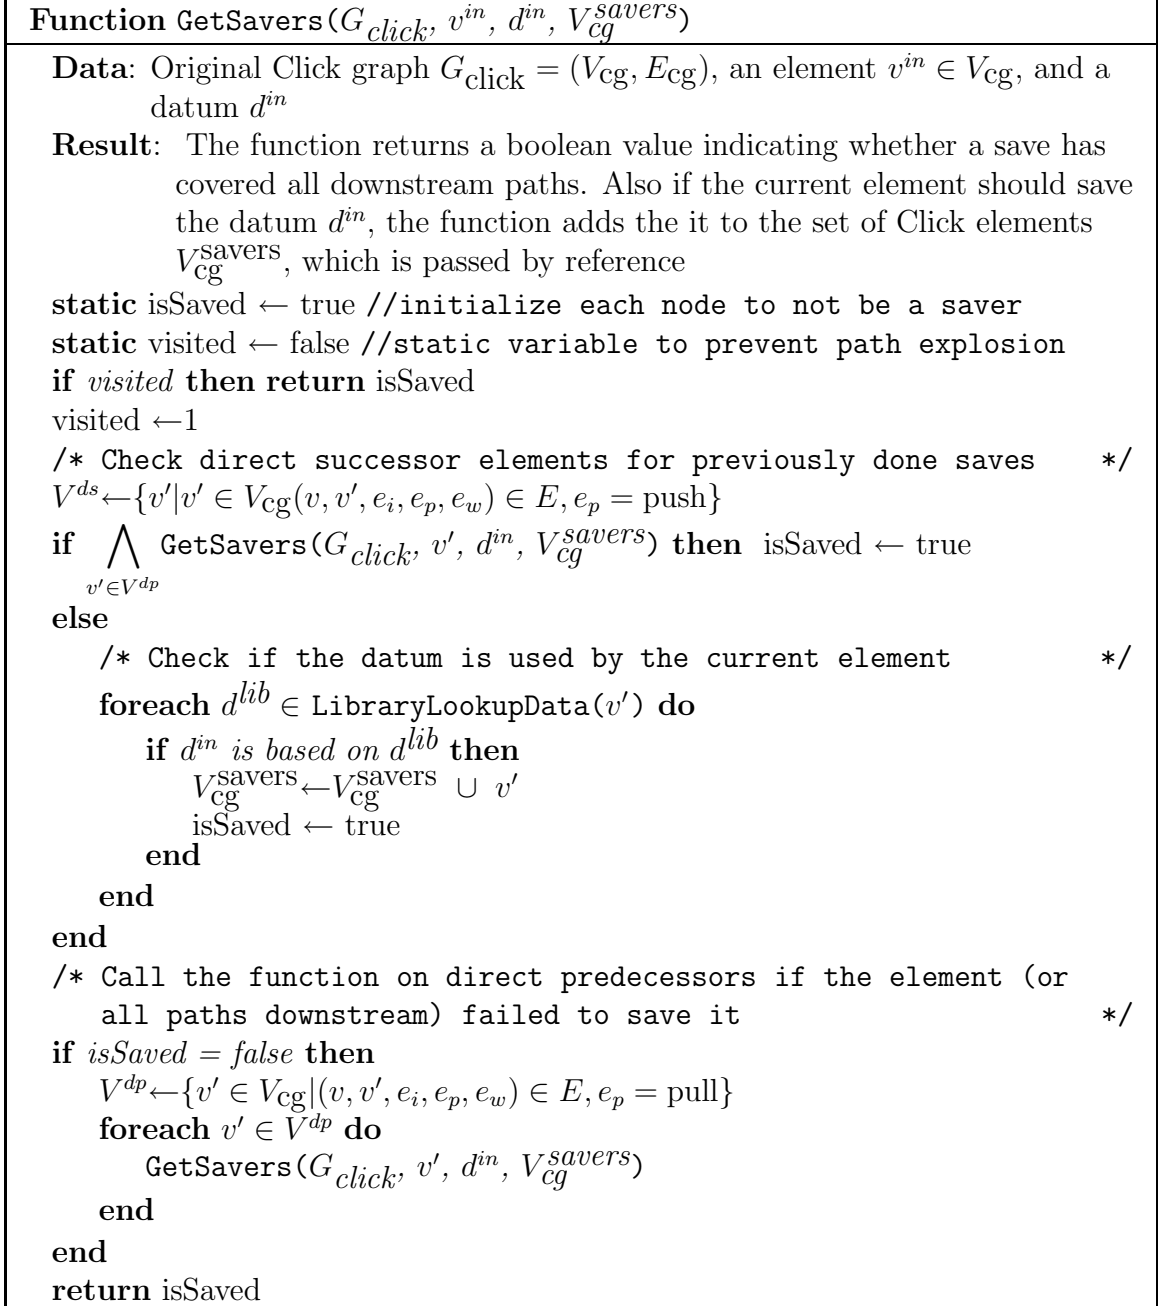 Function GetSavers(G_click, v^in, d^in, V_cg^savers)
Data: Original Click graph G_click = (V_cg, E_cg), an element v^in ∈ V_cg, and a
datum d^in
Result: The function returns a boolean value indicating whether a save has
covered all downstream paths. Also if the current element should save
the datum d^in, the function adds the it to the set of Click elements
V_cg^savers, which is passed by reference
static isSaved ← true //initialize each node to not be a saver
static visited ← false //static variable to prevent path explosion
if visited then return isSaved
visited ←1
/* Check direct successor elements for previously done saves */
V^ds←{v′|v′ ∈ V_cg(v, v′, e_i, e_p, e_w) ∈ E, e_p = push}
if ⋀_{v′∈V^dp} GetSavers(G_click, v′, d^in, V_cg^savers) then isSaved ← true
else
/* Check if the datum is used by the current element */
foreach d^lib ∈ LibraryLookupData(v′) do
if d^in is based on d^lib then
V_cg^savers←V_cg^savers ∪ v′
isSaved ← true
end
end
end
/* Call the function on direct predecessors if the element (or
all paths downstream) failed to save it */
if isSaved = false then
V^dp←{v′ ∈ V_cg|(v, v′, e_i, e_p, e_w) ∈ E, e_p = pull}
foreach v′ ∈ V^dp do
GetSavers(G_click, v′, d^in, V_cg^savers)
end
end
return isSaved